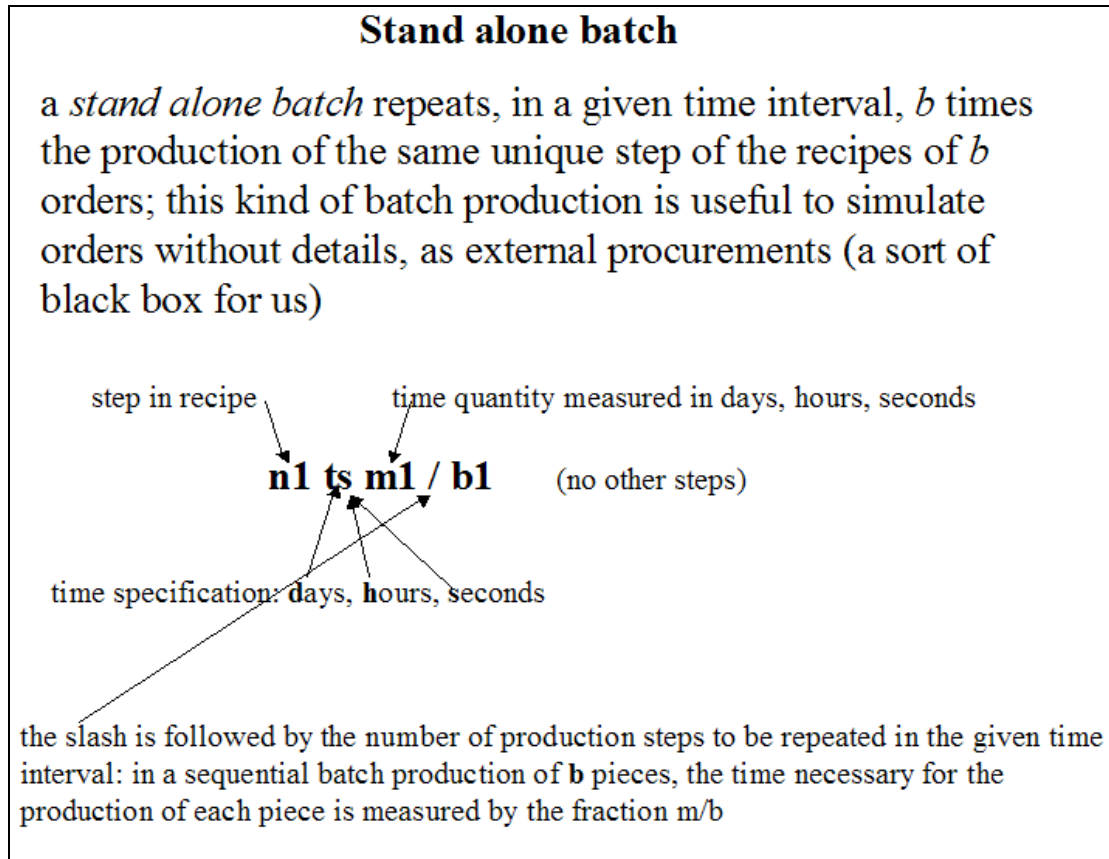 Stand alone batch
a stand alone batch repeats, in a given time interval, b times
the production of the same unique step of the recipes of b
orders; this kind of batch production is useful to simulate
orders without details, as external procurements (a sort of
black box for us)
step in recipe
time quantity measured in days, hours, seconds
n1 ts m1 / b1
(no other steps)
time specification: days, hours, seconds
the slash is followed by the number of production steps to be repeated in the given time
interval: in a sequential batch production of b pieces, the time necessary for the
production of each piece is measured by the fraction m/b